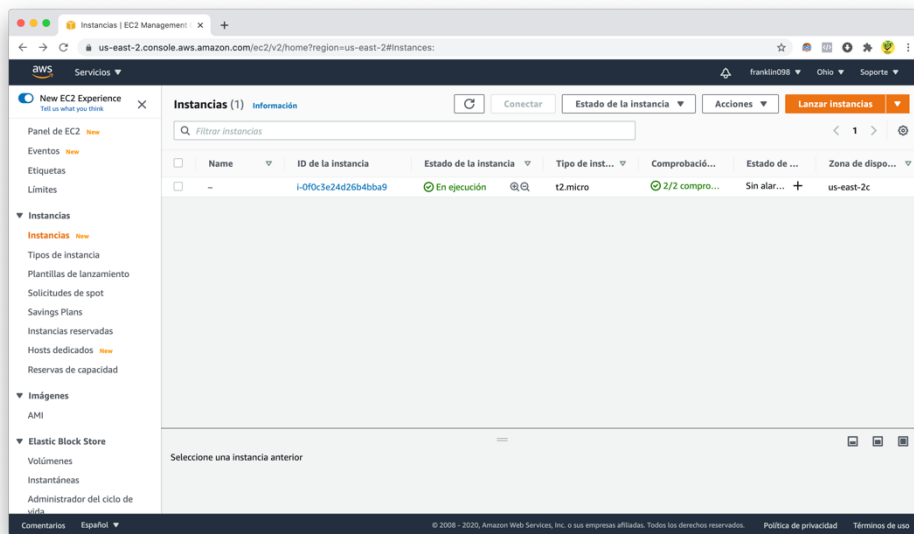 Instancias | EC2 Management
us-east-2.console.aws.amazon.com/ec2/v2/home?region=us-east-2#Instances:
aws Servicios franklin098 Ohio Soporte
New EC2 Experience
Tell us what you think
Panel de EC2 New
Eventos New
Etiquetas
Límites
Instancias
Instancias New
Tipos de instancia
Plantillas de lanzamiento
Solicitudes de spot
Savings Plans
Instancias reservadas
Hosts dedicados New
Reservas de capacidad
Imágenes
AMI
Elastic Block Store
Volúmenes
Instantáneas
Administrador del ciclo de
vida
Instancias (1) Información Conectar Estado de la instancia Acciones Lanzar instancias
Filtrar instancias 1
Name ID de la instancia Estado de la instancia Tipo de inst... Comprobació... Estado de ... Zona de dispo...
– i-0f0c3e24d26b4bba9 En ejecución t2.micro 2/2 compro... Sin alar... us-east-2c
Seleccione una instancia anterior
Comentarios Español © 2008 - 2020, Amazon Web Services, Inc. o sus empresas afiliadas. Todos los derechos reservados. Política de privacidad Términos de uso